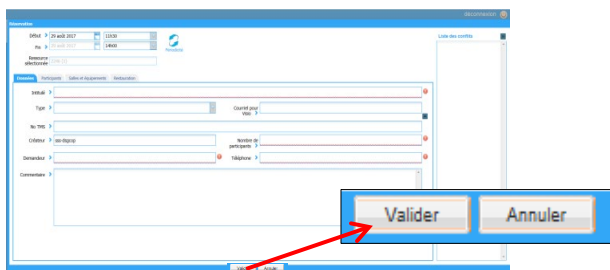 déconnexion
Réservation
Début 29 août 2017 11h30
Fin 29 août 2017 14h00
Périodicité
Ressource sélectionnée
Liste des conflits
Données Participants Salles et équipements Restauration
Intitulé
Type Courriel pour Visio
No TMS
Créateur Nombre de participants
Demandeur Téléphone
Commentaire
Valider Annuler
Valider Annuler